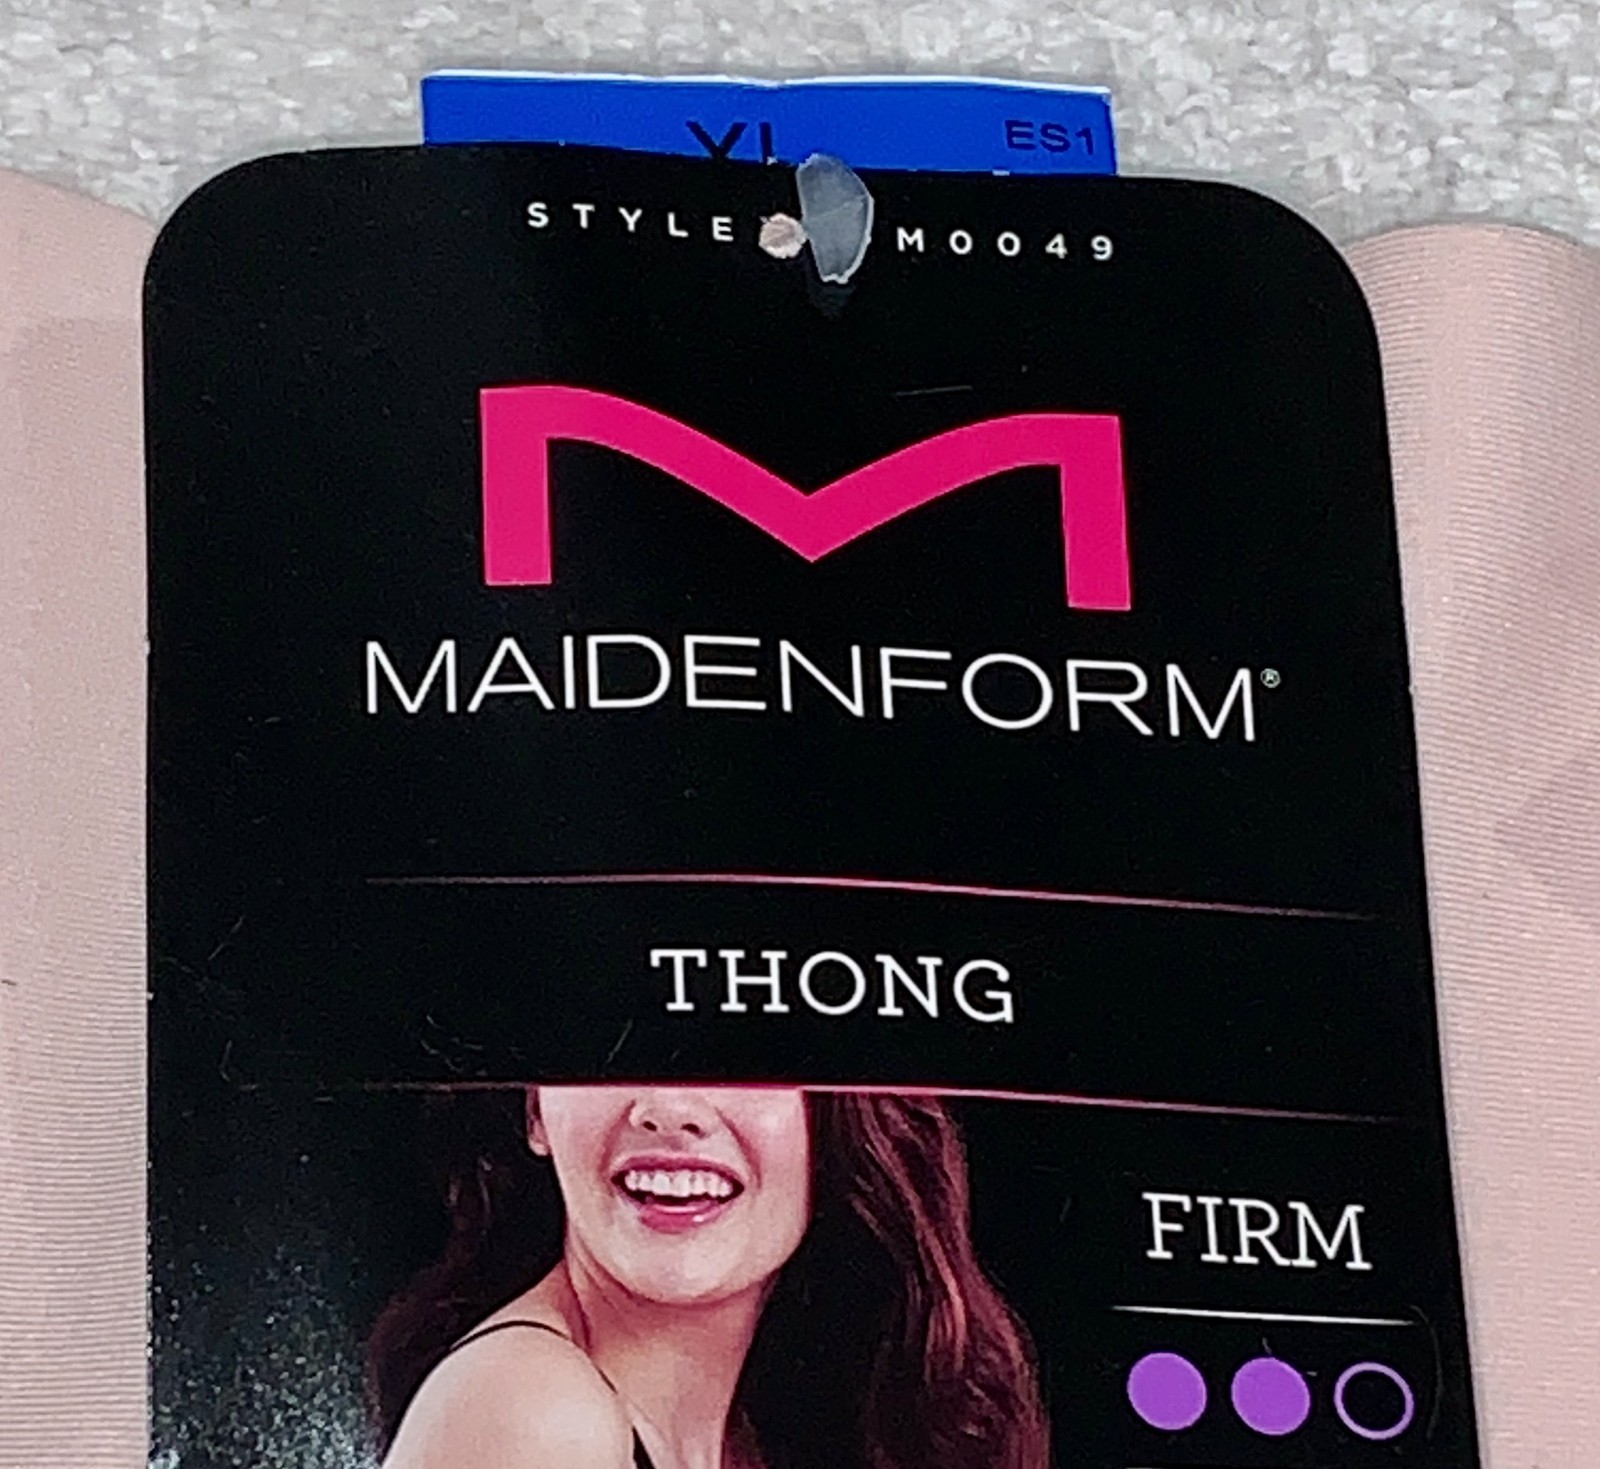 XL ES1
STYLE M0049
MAIDENFORM®
THONG
FIRM